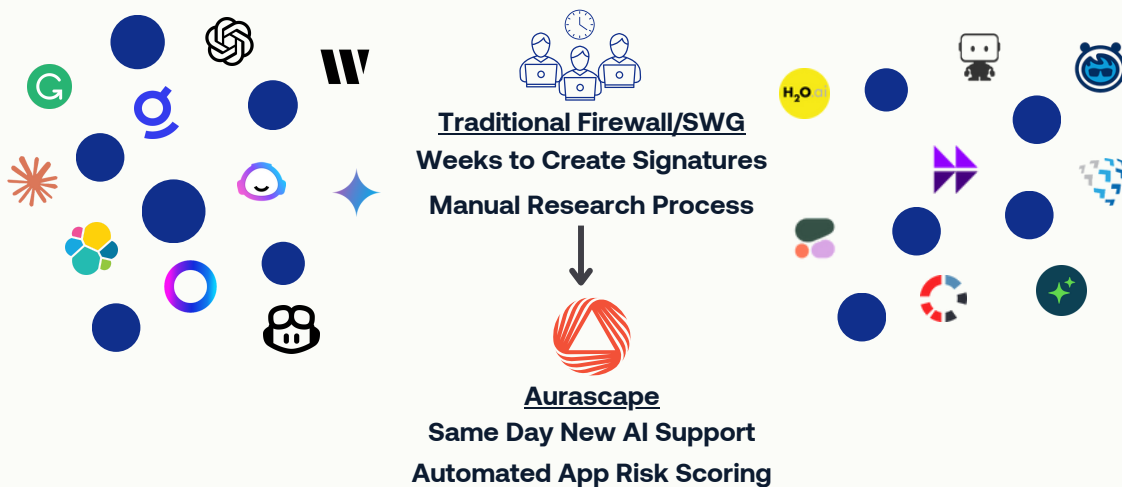 H2O.ai
Traditional Firewall/SWG
Weeks to Create Signatures
Manual Research Process
Aurascape
Same Day New AI Support
Automated App Risk Scoring